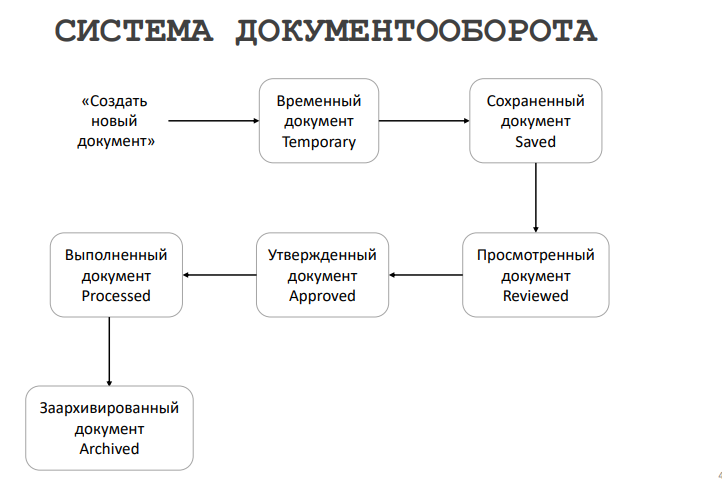 СИСТЕМА ДОКУМЕНТООБОРОТА
«Создать
новый
документ»
Временный
документ
Temporary
Сохраненный
документ
Saved
Выполненный
документ
Processed
Утвержденный
документ
Approved
Просмотренный
документ
Reviewed
Заархивированный
документ
Archived